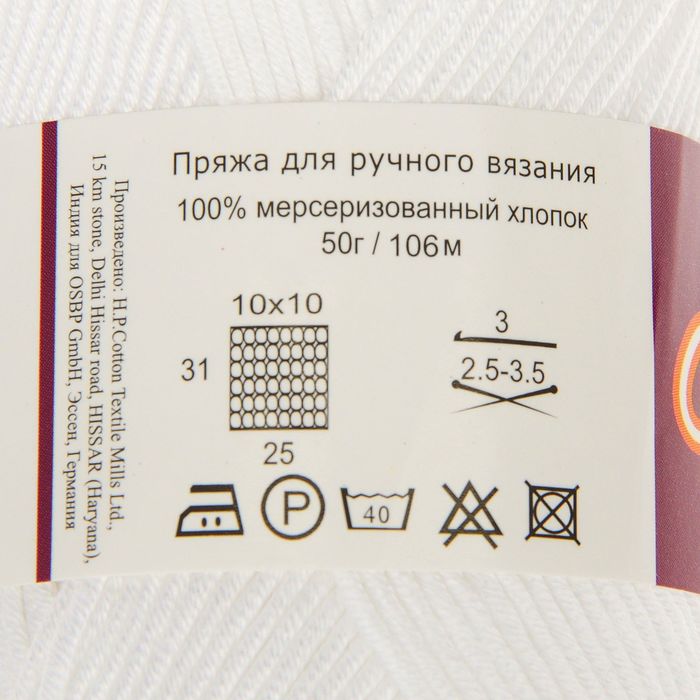 Пряжа для ручного вязания
100% мерсеризованный хлопок
50г / 106м
10x10
31
25
3
2.5-3.5
P
40
Произведено: H.P.Cotton Textile Mills Ltd.,
15 km stone, Delhi Hissar road, HISSAR (Haryana),
Индия для OSBP GmbH, Эссен, Германия